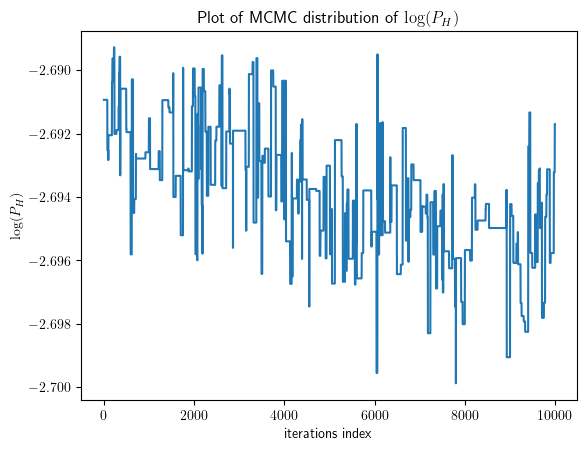 Plot of MCMC distribution of log(P_H)
log(P_H)
−2.690
−2.692
−2.694
−2.696
−2.698
−2.700
0 2000 4000 6000 8000 10000
iterations index